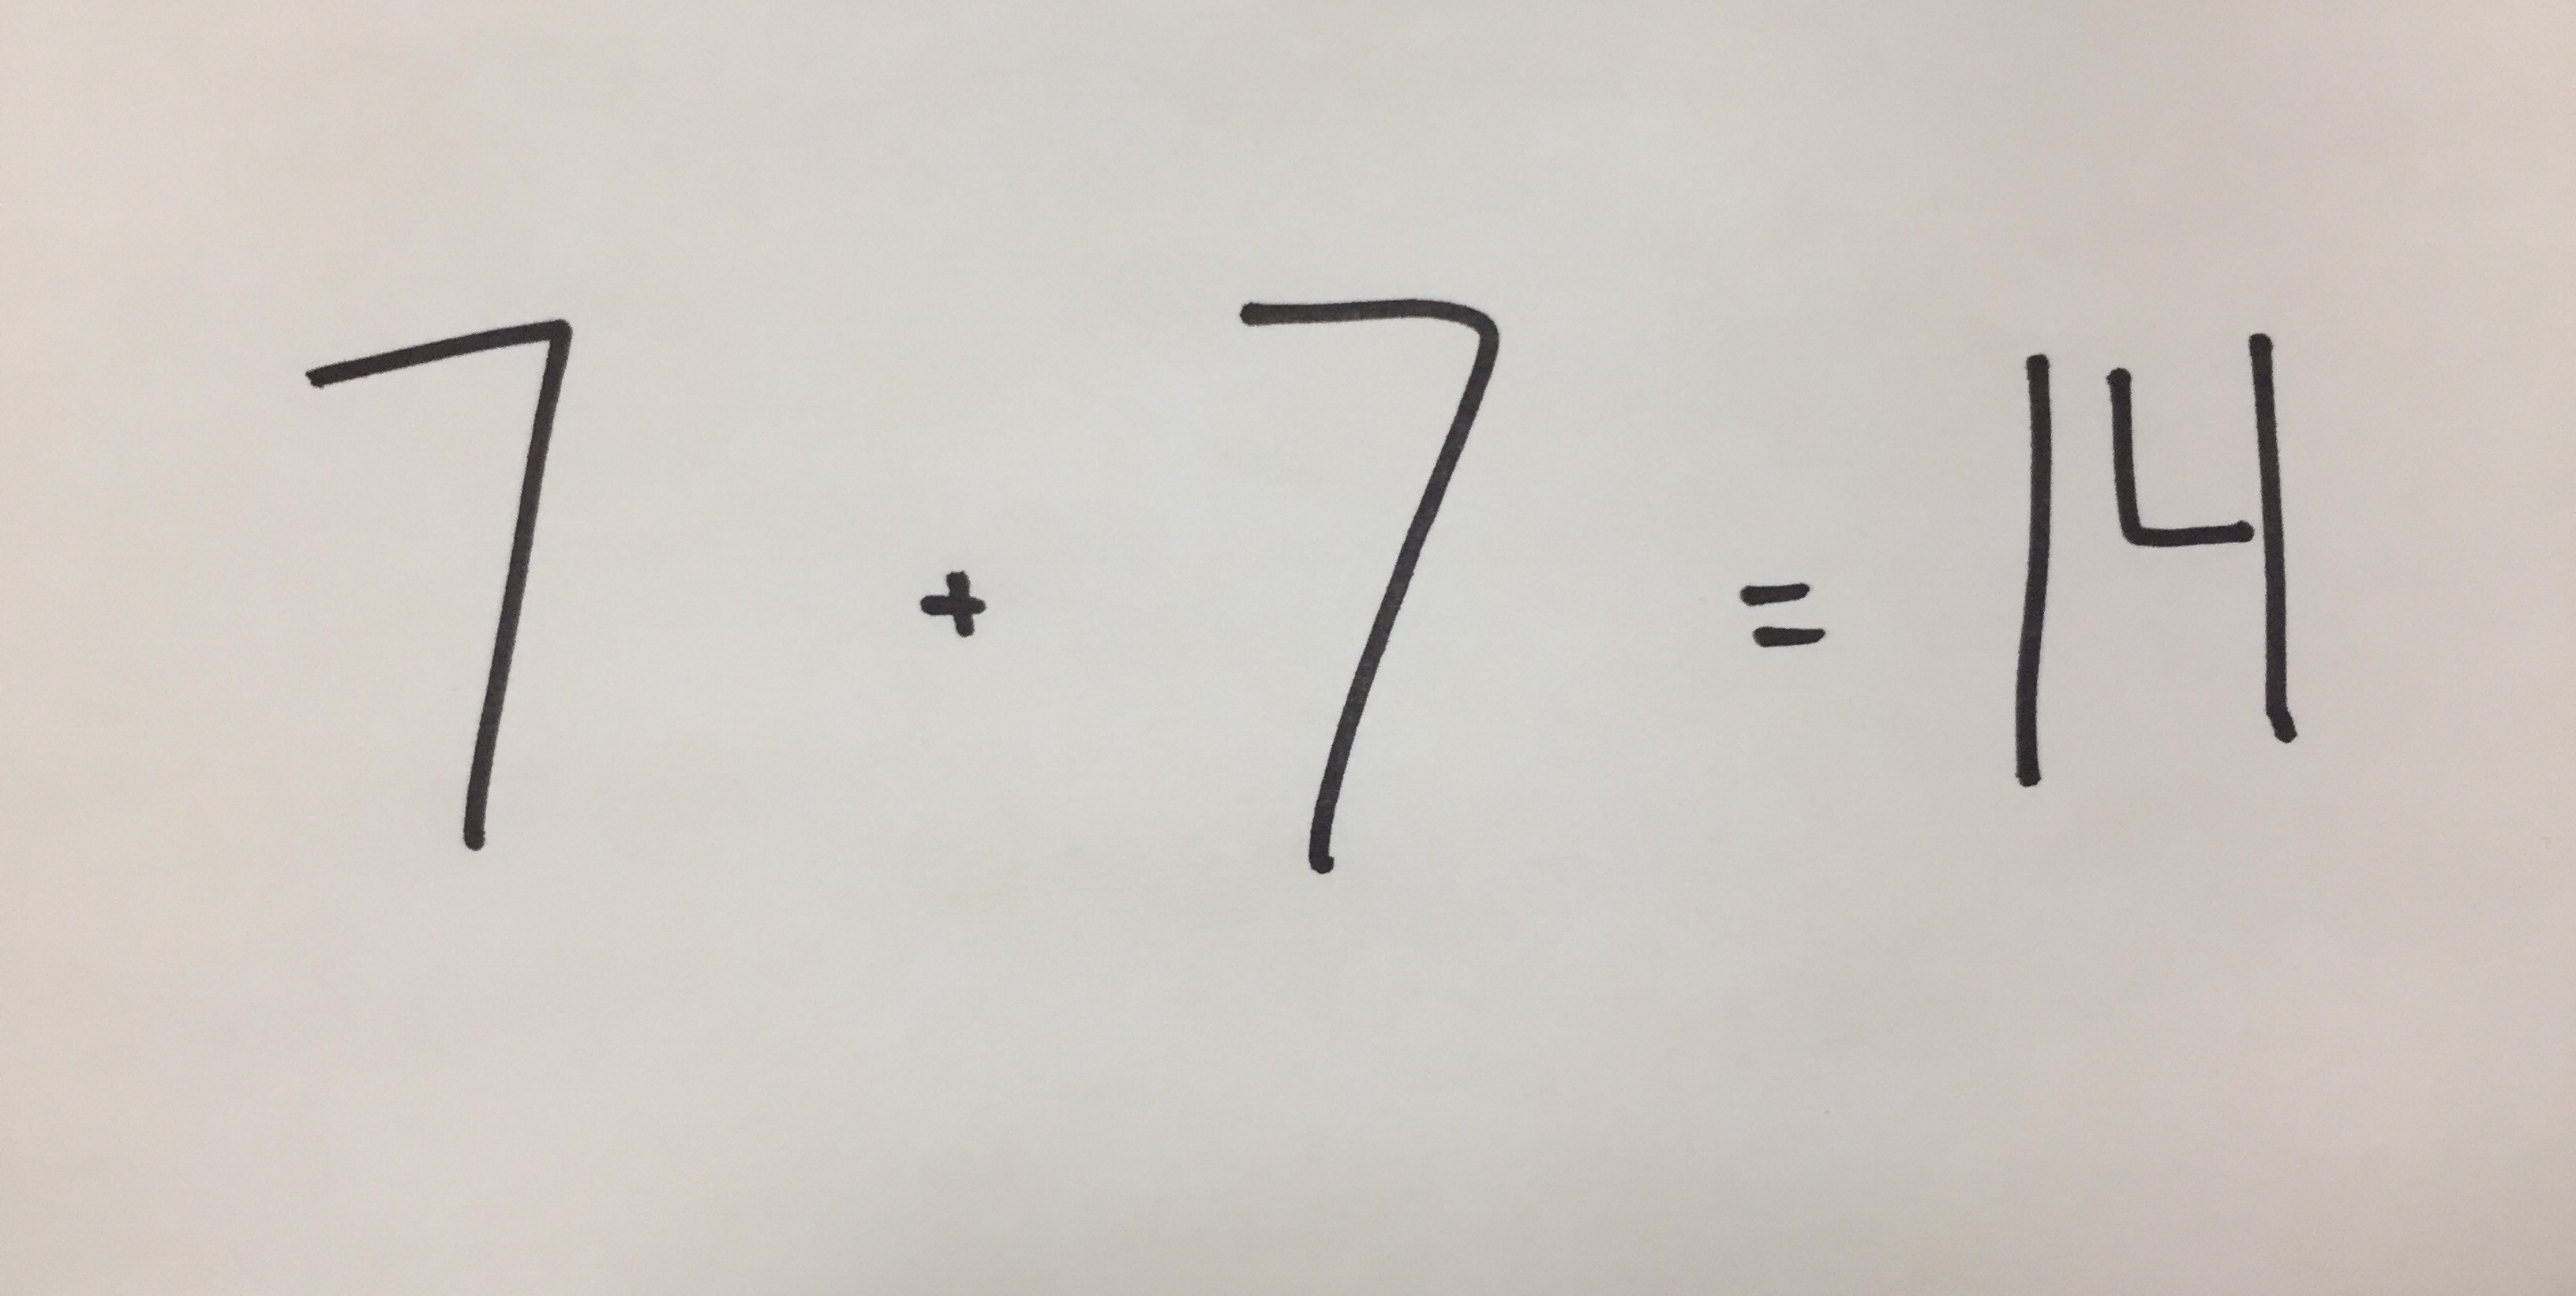 7 + 7 = 14